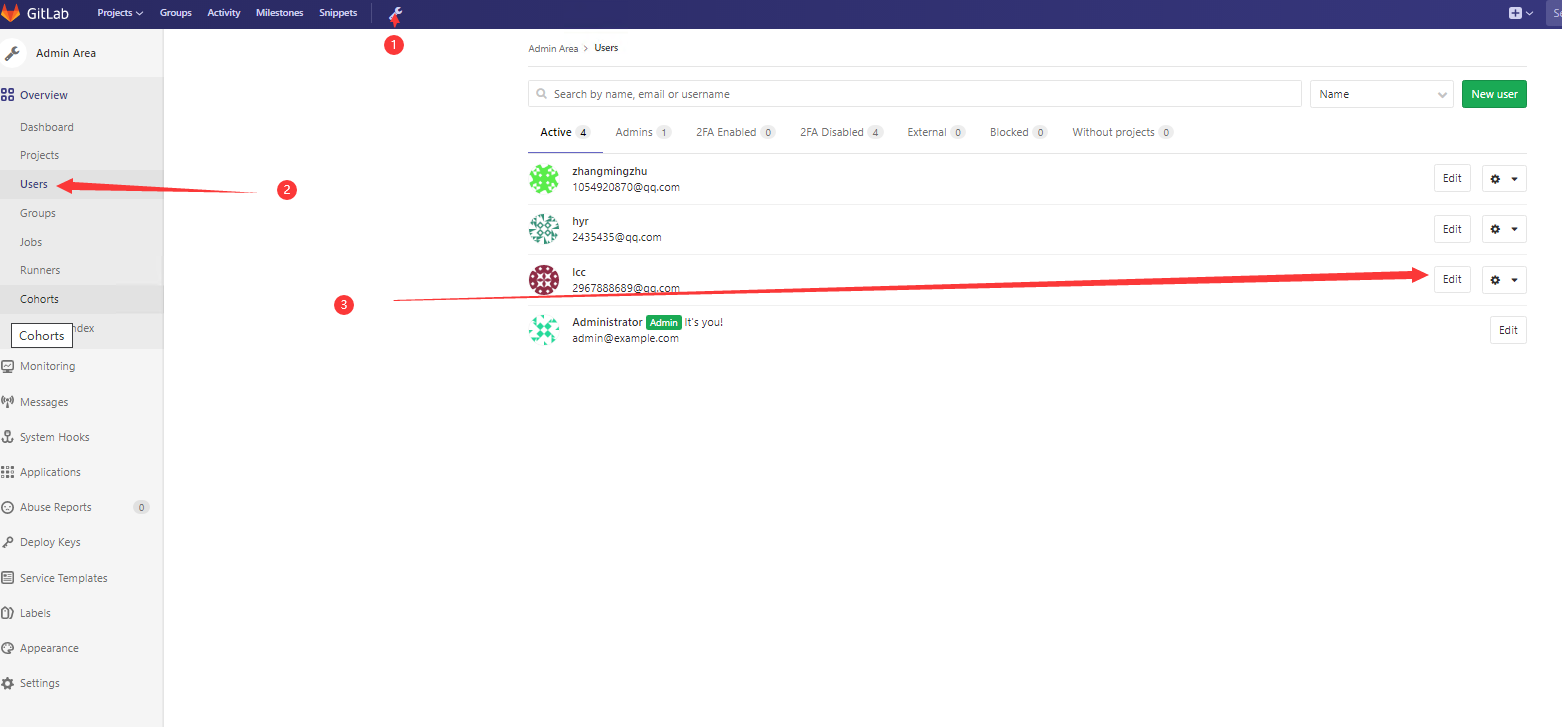 GitLab Projects Groups Activity Milestones Snippets
1
Admin Area
Overview
Dashboard
Projects
Users
Groups
Jobs
Runners
Cohorts
Cohorts
Monitoring
Messages
System Hooks
Applications
Abuse Reports 0
Deploy Keys
Service Templates
Labels
Appearance
Settings
2
3
Admin Area > Users
Search by name, email or username Name New user
Active 4 Admins 1 2FA Enabled 0 2FA Disabled 4 External 0 Blocked 0 Without projects 0
zhangmingzhu
1054920870@qq.com
Edit
hyr
2435435@qq.com
Edit
lcc
2967888689@qq.com
Edit
Administrator Admin It's you!
admin@example.com
Edit